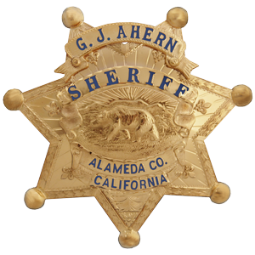 G. J. AHERN
SHERIFF
ALAMEDA CO.
CALIFORNIA